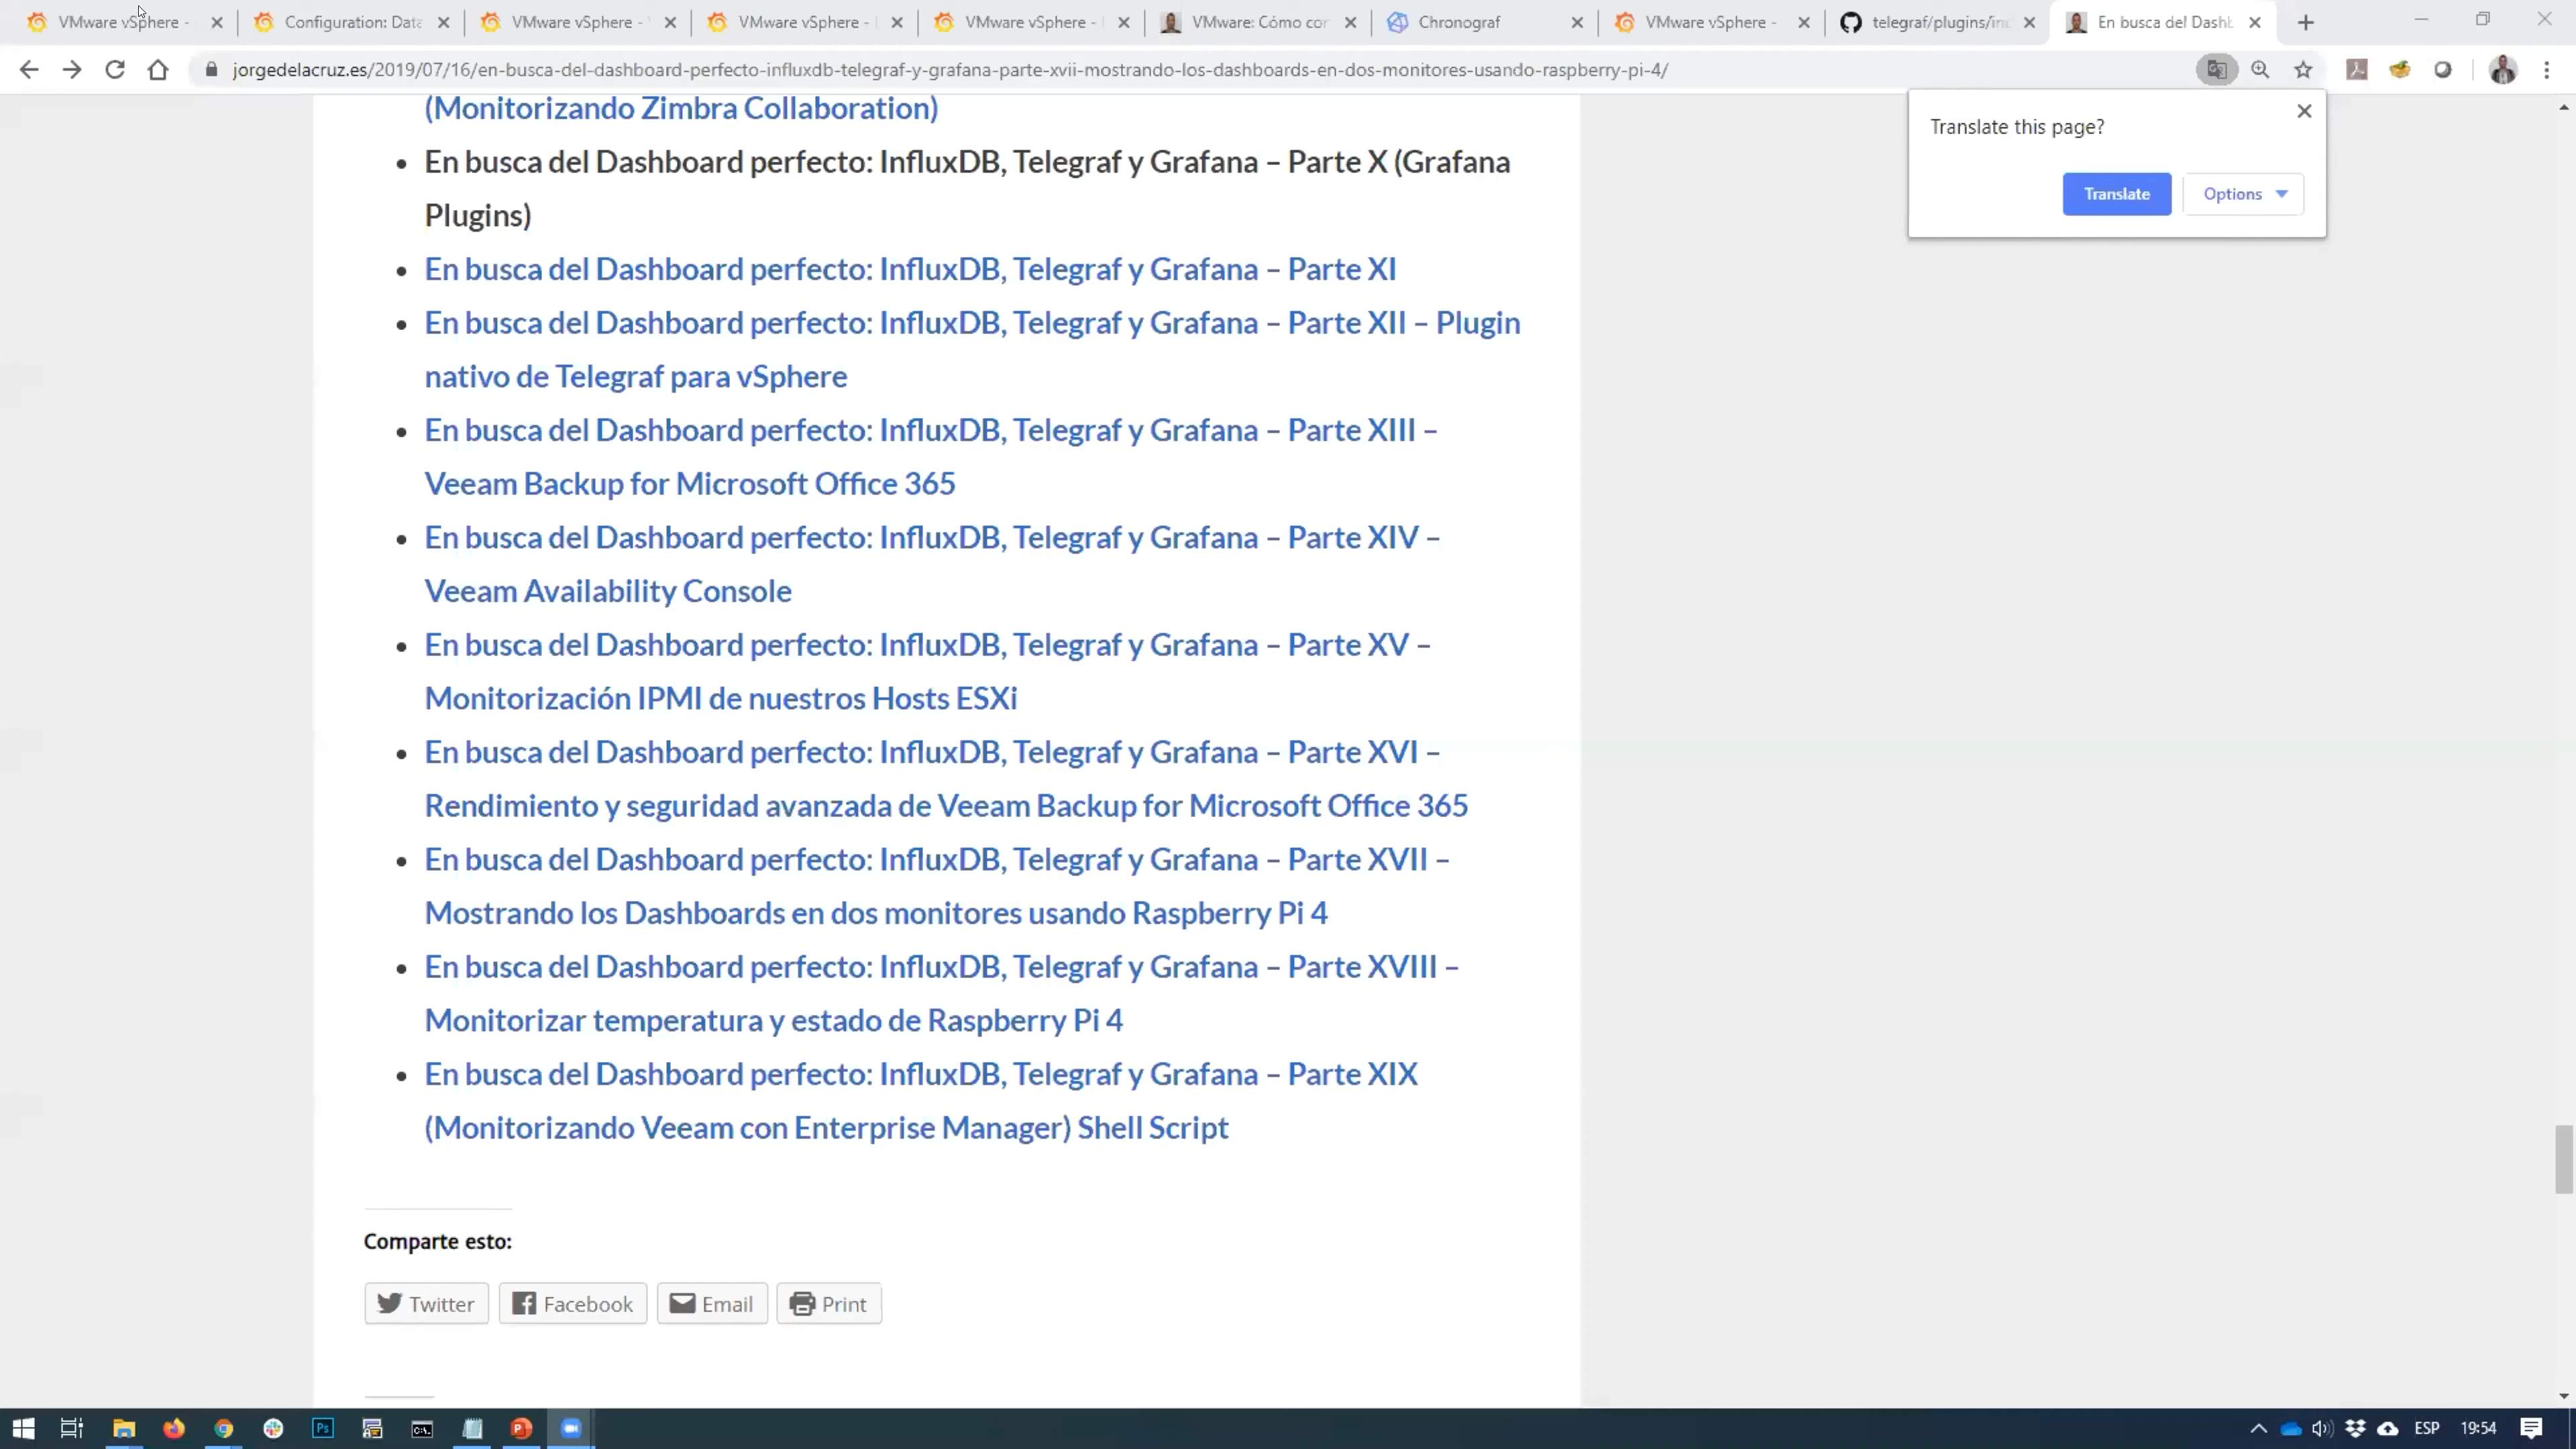 VMware vSphere -
Configuration: Data
VMware vSphere -
VMware vSphere -
VMware vSphere -
VMware: Cómo cor
Chronograf
VMware vSphere -
telegraf/plugins/in
En busca del Dashb
jorgedelacruz.es/2019/07/16/en-busca-del-dashboard-perfecto-influxdb-telegraf-y-grafana-parte-xvii-mostrando-los-dashboards-en-dos-monitores-usando-raspberry-pi-4/
Translate this page?
Translate
Options
(Monitorizando Zimbra Collaboration)
• En busca del Dashboard perfecto: InfluxDB, Telegraf y Grafana – Parte X (Grafana
Plugins)
• En busca del Dashboard perfecto: InfluxDB, Telegraf y Grafana – Parte XI
• En busca del Dashboard perfecto: InfluxDB, Telegraf y Grafana – Parte XII – Plugin
nativo de Telegraf para vSphere
• En busca del Dashboard perfecto: InfluxDB, Telegraf y Grafana – Parte XIII –
Veeam Backup for Microsoft Office 365
• En busca del Dashboard perfecto: InfluxDB, Telegraf y Grafana – Parte XIV –
Veeam Availability Console
• En busca del Dashboard perfecto: InfluxDB, Telegraf y Grafana – Parte XV –
Monitorización IPMI de nuestros Hosts ESXi
• En busca del Dashboard perfecto: InfluxDB, Telegraf y Grafana – Parte XVI –
Rendimiento y seguridad avanzada de Veeam Backup for Microsoft Office 365
• En busca del Dashboard perfecto: InfluxDB, Telegraf y Grafana – Parte XVII –
Mostrando los Dashboards en dos monitores usando Raspberry Pi 4
• En busca del Dashboard perfecto: InfluxDB, Telegraf y Grafana – Parte XVIII –
Monitorizar temperatura y estado de Raspberry Pi 4
• En busca del Dashboard perfecto: InfluxDB, Telegraf y Grafana – Parte XIX
(Monitorizando Veeam con Enterprise Manager) Shell Script
Comparte esto:
Twitter
Facebook
Email
Print
Ps
C:\.
P
ESP
19:54